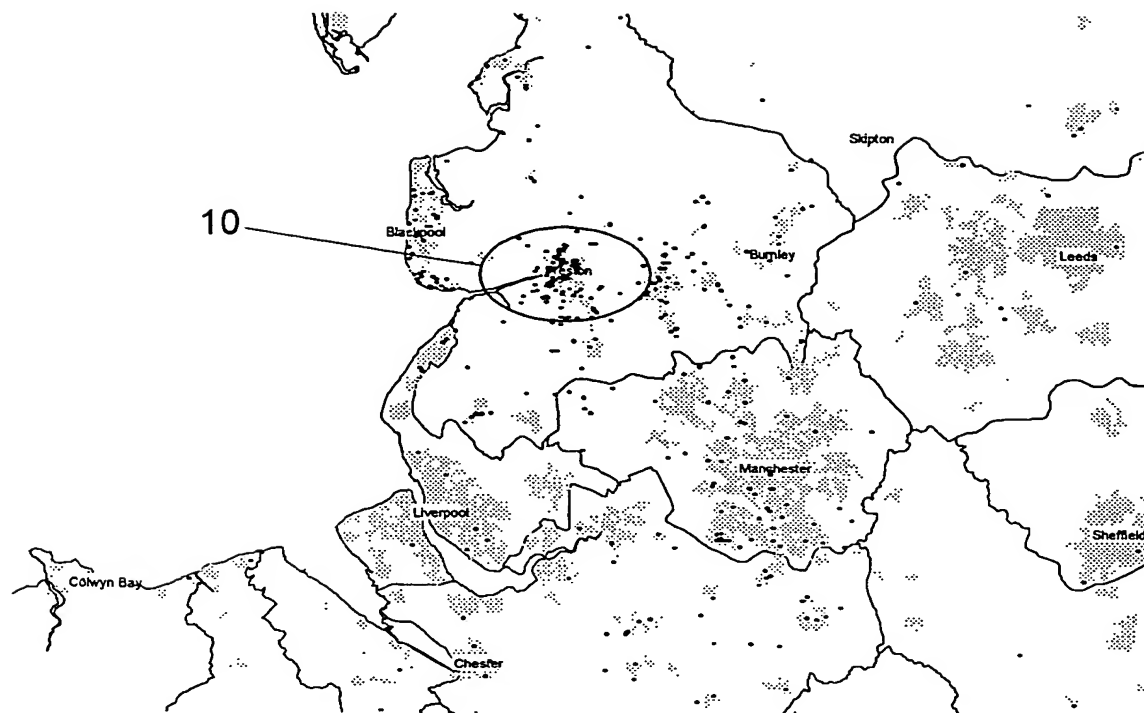 Skipton
10
Blackpool
Burnley
Leeds
Preston
Manchester
Liverpool
Sheffield
Colwyn Bay
Chester